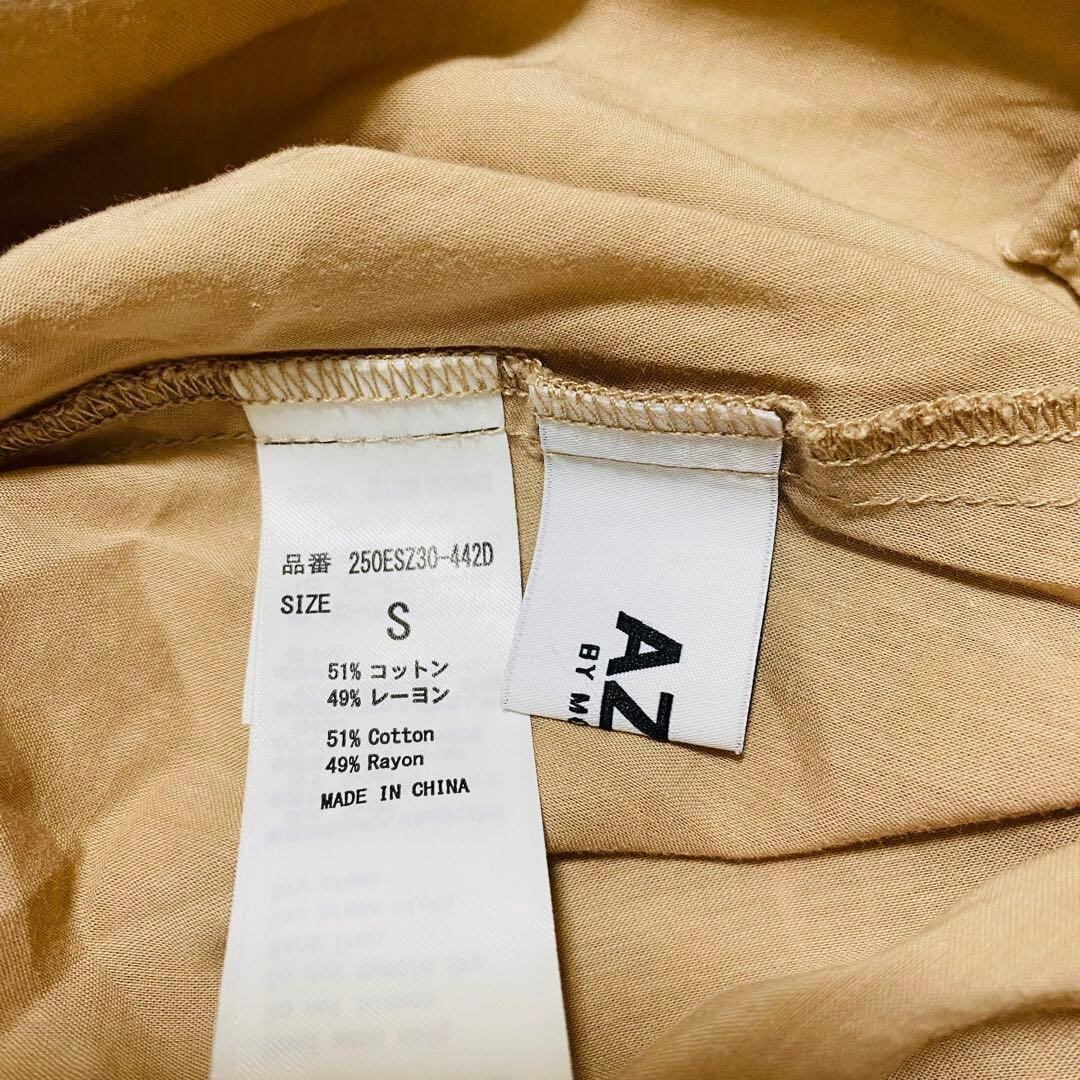 品番 250ESZ30-442D
SIZE
S
51% コットン
49% レーヨン
51% Cotton
49% Rayon
MADE IN CHINA
AZ
BY MO